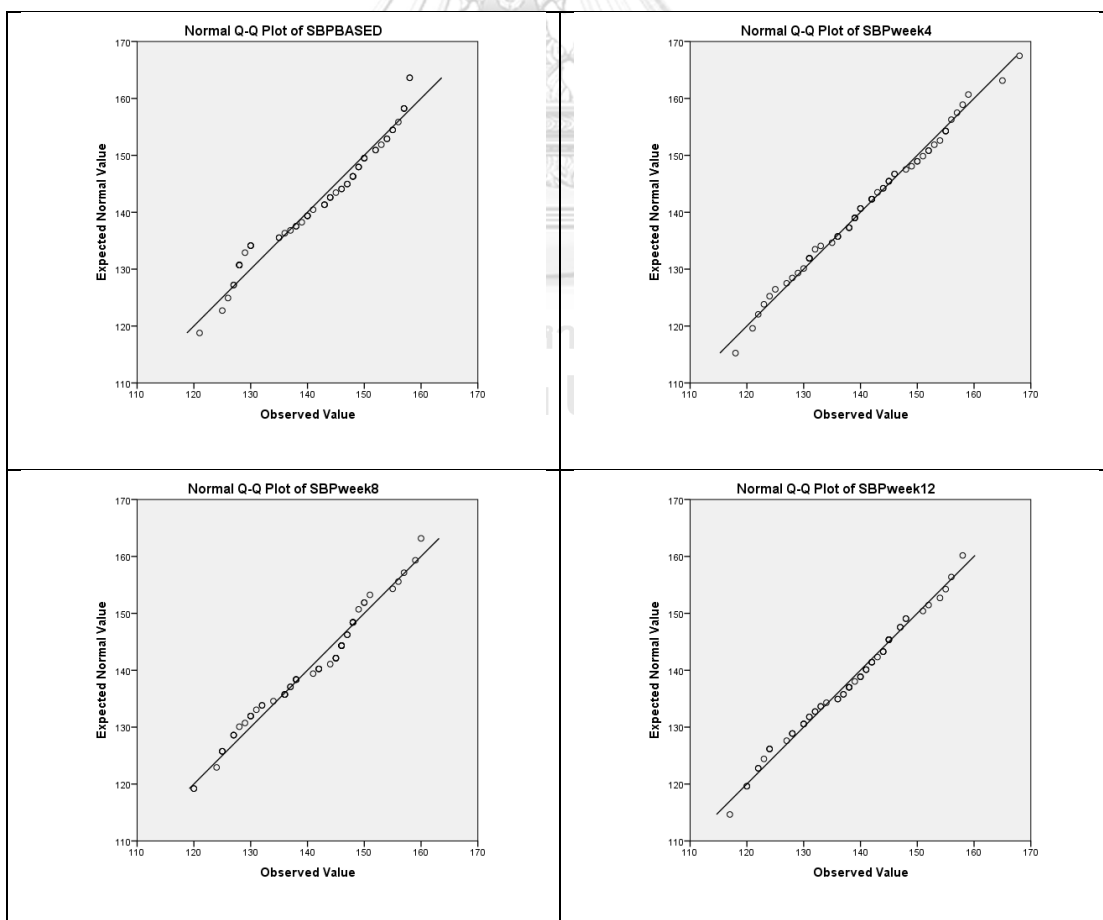 Normal Q-Q Plot of SBPBASED
170
160
150
140
130
120
110
Expected Normal Value
110 120 130 140 150 160 170
Observed Value
Normal Q-Q Plot of SBPweek4
170
160
150
140
130
120
110
Expected Normal Value
110 120 130 140 150 160 170
Observed Value
Normal Q-Q Plot of SBPweek8
170
160
150
140
130
120
110
Expected Normal Value
110 120 130 140 150 160 170
Observed Value
Normal Q-Q Plot of SBPweek12
170
160
150
140
130
120
110
Expected Normal Value
110 120 130 140 150 160 170
Observed Value